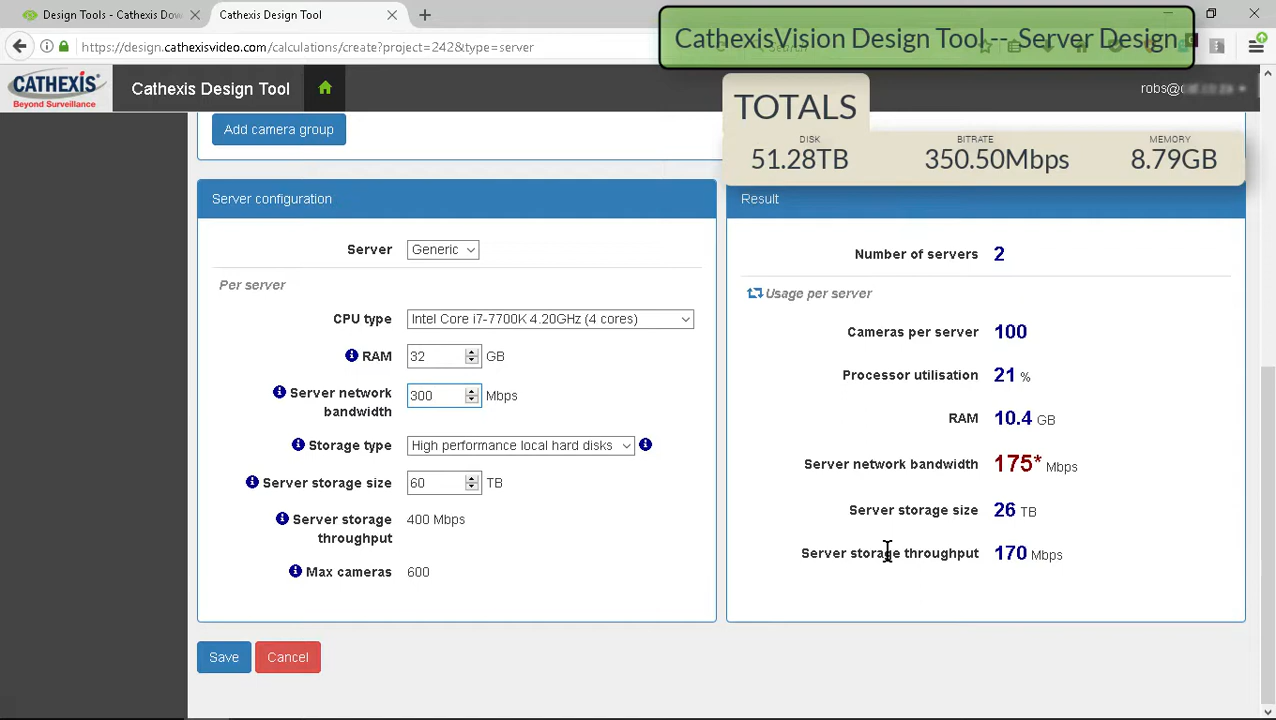 Design Tools - Cathexis Dow
Cathexis Design Tool
https://design.cathexisvideo.com/calculations/create?project=242&type=server
CathexisVision Design Tool -- Server Design
CATHEXIS
Beyond Surveillance
Cathexis Design Tool
robs@
TOTALS
DISK
BITRATE
MEMORY
51.28TB
350.50Mbps
8.79GB
Add camera group
Server configuration
Server
Generic
Per server
CPU type
Intel Core i7-7700K 4.20GHz (4 cores)
RAM
32
GB
Server network
bandwidth
300
Mbps
Storage type
High performance local hard disks
Server storage size
60
TB
Server storage
throughput
400 Mbps
Max cameras
600
Result
Number of servers
2
Usage per server
Cameras per server
100
Processor utilisation
21 %
RAM
10.4 GB
Server network bandwidth
175* Mbps
Server storage size
26 TB
Server storage throughput
170 Mbps
Save
Cancel